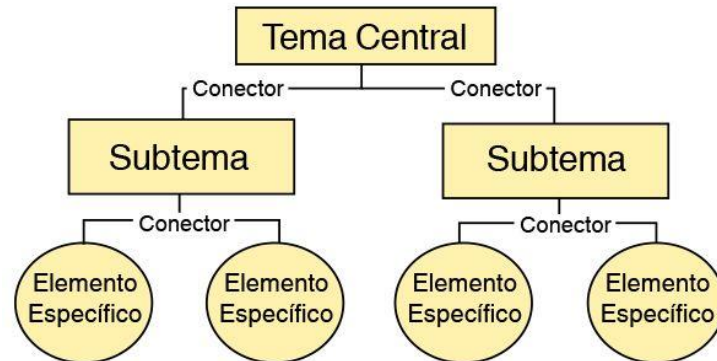 Tema Central
Conector
Conector
Subtema
Subtema
Conector
Conector
Elemento
Específico
Elemento
Específico
Elemento
Específico
Elemento
Específico